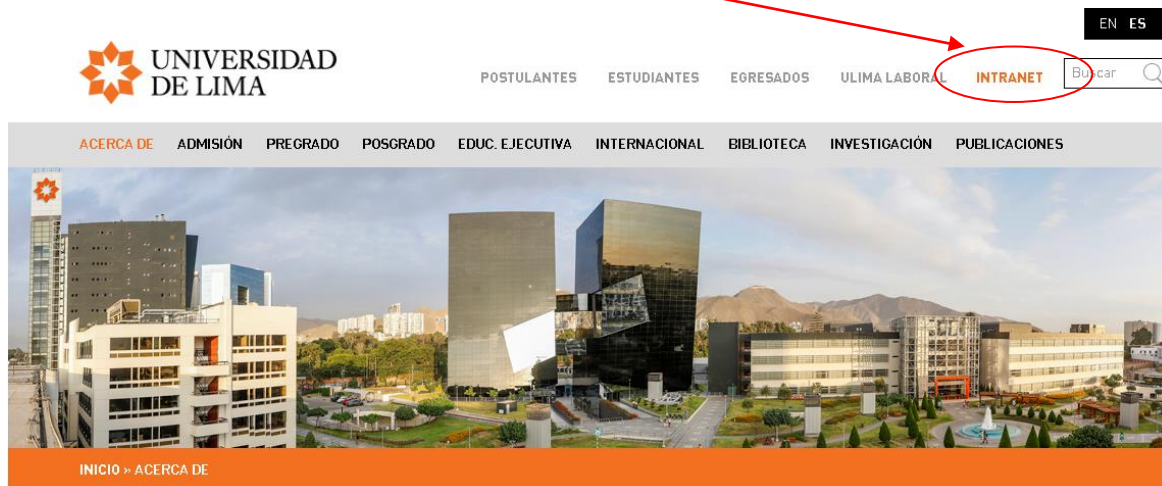 EN ES
UNIVERSIDAD
DE LIMA
POSTULANTES ESTUDIANTES EGRESADOS ULIMA LABORAL INTRANET Buscar
ACERCA DE ADMISIÓN PREGRADO POSGRADO EDUC. EJECUTIVA INTERNACIONAL BIBLIOTECA INVESTIGACIÓN PUBLICACIONES
INICIO » ACERCA DE